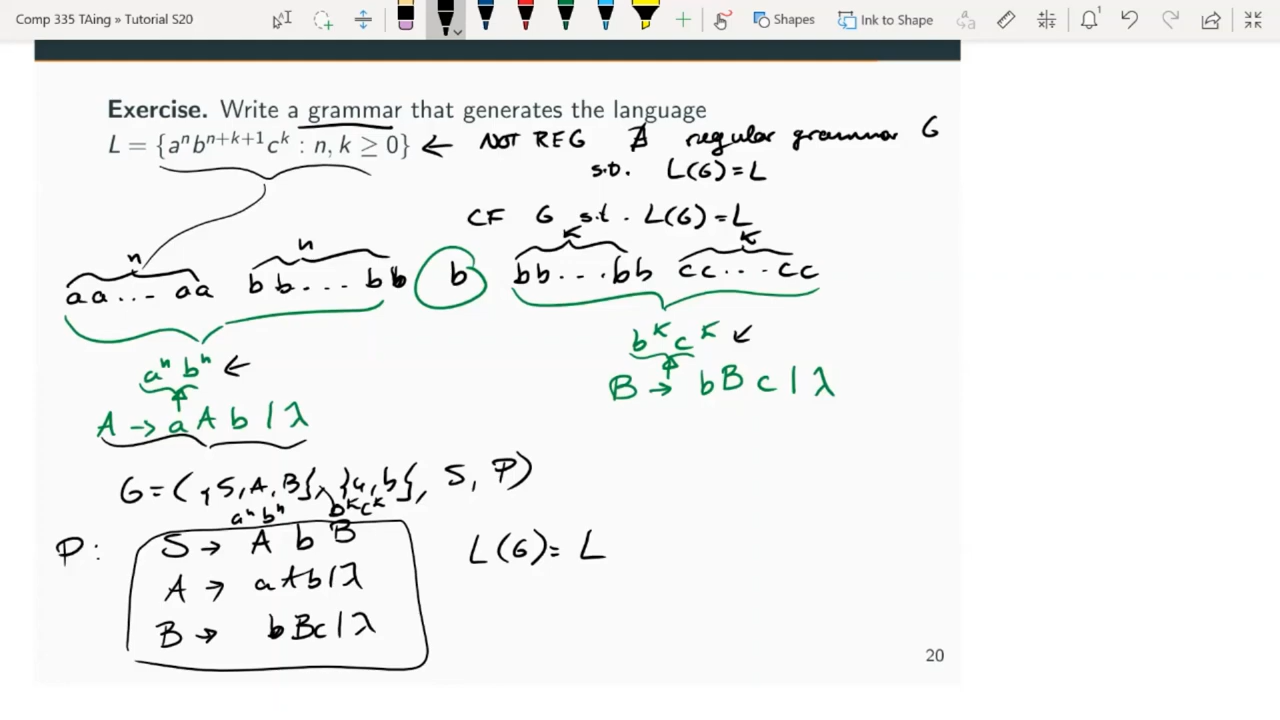 Comp 335 TAing » Tutorial S20
Shapes
Ink to Shape
Exercise. Write a grammar that generates the language
L = {aⁿbⁿ⁺ᵏ⁺¹cᵏ : n, k ≥ 0} ← NOT REG ∄ regular grammar G
s.t. L(G)=L
CF G s.t. L(G)=L
n n k k
aa... aa bb... bb b bb...bb cc...cc
bᵏcᵏ ↙
aⁿbⁿ ←
B → bBc | λ
A → aAb | λ
G=({S,A,B}, {a,b}, S, P)
aⁿbⁿ bᵏcᵏ
P: S → A b B L(G)= L
A → aAb | λ
B → bBc | λ
20